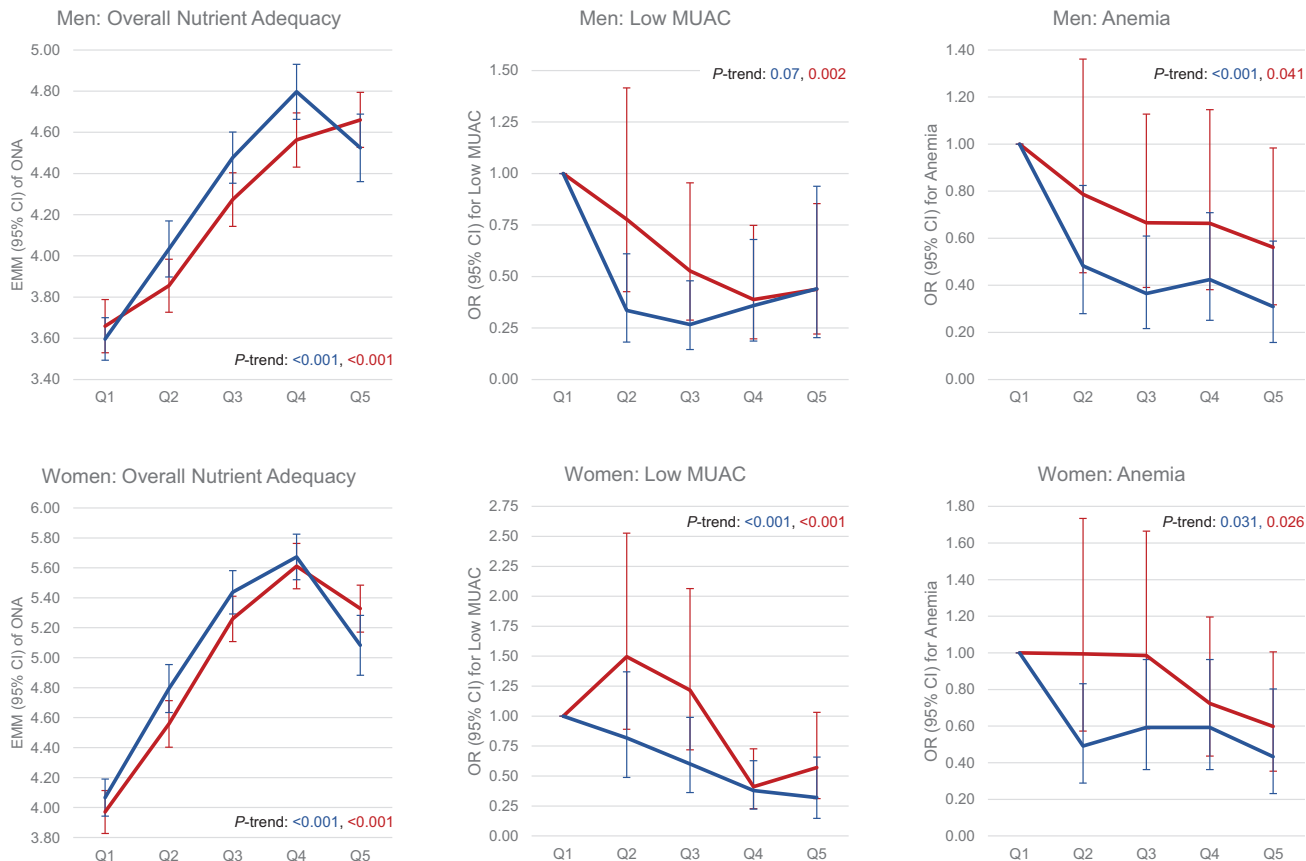 Men: Overall Nutrient Adequacy
EMM (95% CI) of ONA
5.00
4.80
4.60
4.40
4.20
4.00
3.80
3.60
3.40
P-trend: <0.001, <0.001
Q1 Q2 Q3 Q4 Q5
Men: Low MUAC
OR (95% CI) for Low MUAC
1.50
1.25
1.00
0.75
0.50
0.25
0.00
P-trend: 0.07, 0.002
Q1 Q2 Q3 Q4 Q5
Men: Anemia
OR (95% CI) for Anemia
1.40
1.20
1.00
0.80
0.60
0.40
0.20
0.00
P-trend: <0.001, 0.041
Q1 Q2 Q3 Q4 Q5
Women: Overall Nutrient Adequacy
EMM (95% CI) of ONA
6.00
5.80
5.60
5.40
5.20
5.00
4.80
4.60
4.40
4.20
4.00
3.80
P-trend: <0.001, <0.001
Q1 Q2 Q3 Q4 Q5
Women: Low MUAC
OR (95% CI) for Low MUAC
2.75
2.50
2.25
2.00
1.75
1.50
1.25
1.00
0.75
0.50
0.25
0.00
P-trend: <0.001, <0.001
Q1 Q2 Q3 Q4 Q5
Women: Anemia
OR (95% CI) for Anemia
1.80
1.60
1.40
1.20
1.00
0.80
0.60
0.40
0.20
0.00
P-trend: 0.031, 0.026
Q1 Q2 Q3 Q4 Q5